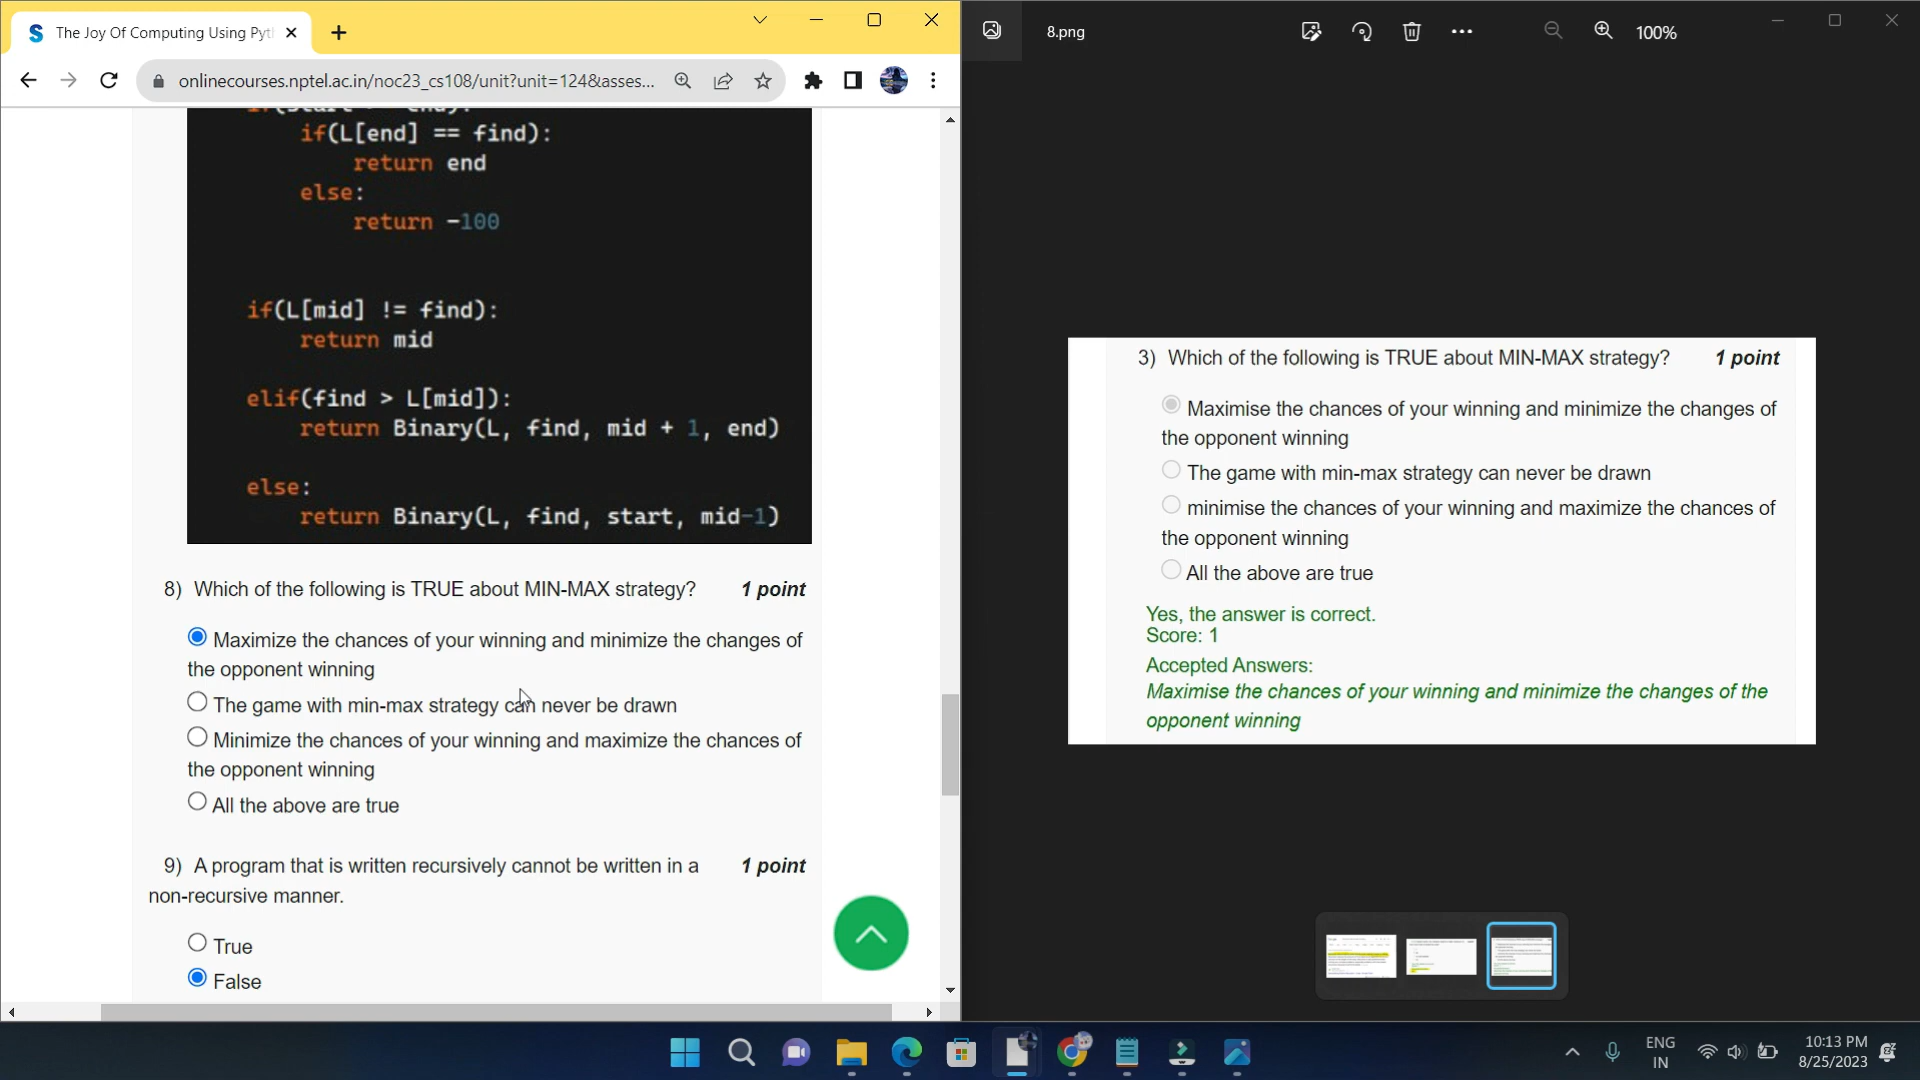 The Joy Of Computing Using Pyt
onlinecourses.nptel.ac.in/noc23_cs108/unit?unit=124&asses...
if(L[end] == find):
return end
else:
return -100
if(L[mid] != find):
return mid
elif(find > L[mid]):
return Binary(L, find, mid + 1, end)
else:
return Binary(L, find, start, mid-1)
8) Which of the following is TRUE about MIN-MAX strategy? 1 point
Maximize the chances of your winning and minimize the changes of
the opponent winning
The game with min-max strategy can never be drawn
Minimize the chances of your winning and maximize the chances of
the opponent winning
All the above are true
9) A program that is written recursively cannot be written in a 1 point
non-recursive manner.
True
False
8.png
100%
3) Which of the following is TRUE about MIN-MAX strategy? 1 point
Maximise the chances of your winning and minimize the changes of
the opponent winning
The game with min-max strategy can never be drawn
minimise the chances of your winning and maximize the chances of
the opponent winning
All the above are true
Yes, the answer is correct.
Score: 1
Accepted Answers:
Maximise the chances of your winning and minimize the changes of the
opponent winning
ENG
IN
10:13 PM
8/25/2023